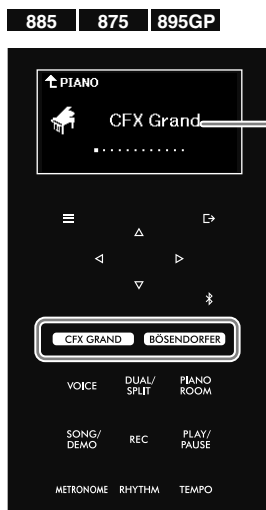 885 875 895GP
PIANO
CFX Grand
CFX GRAND BÖSENDORFER
VOICE DUAL/SPLIT PIANO ROOM
SONG/DEMO REC PLAY/PAUSE
METRONOME RHYTHM TEMPO